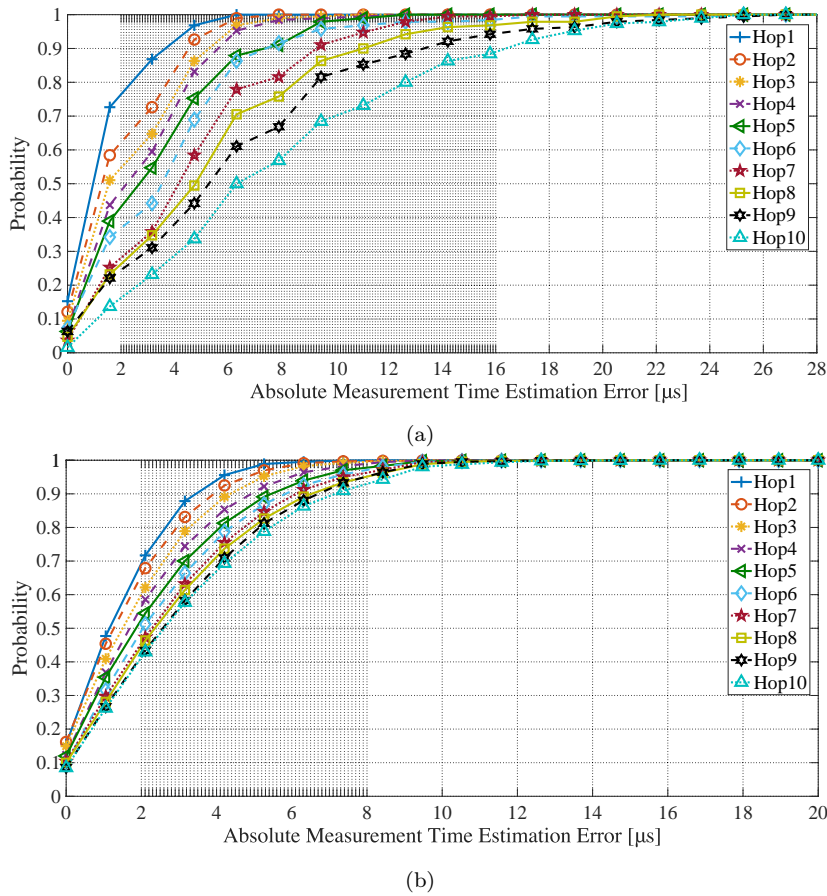 1
0.9
0.8
0.7
0.6
0.5
0.4
0.3
0.2
0.1
0
Probability
Hop1
Hop2
Hop3
Hop4
Hop5
Hop6
Hop7
Hop8
Hop9
Hop10
0 2 4 6 8 10 12 14 16 18 20 22 24 26 28
Absolute Measurement Time Estimation Error [μs]
(a)
1
0.9
0.8
0.7
0.6
0.5
0.4
0.3
0.2
0.1
0
Probability
Hop1
Hop2
Hop3
Hop4
Hop5
Hop6
Hop7
Hop8
Hop9
Hop10
0 2 4 6 8 10 12 14 16 18 20
Absolute Measurement Time Estimation Error [μs]
(b)